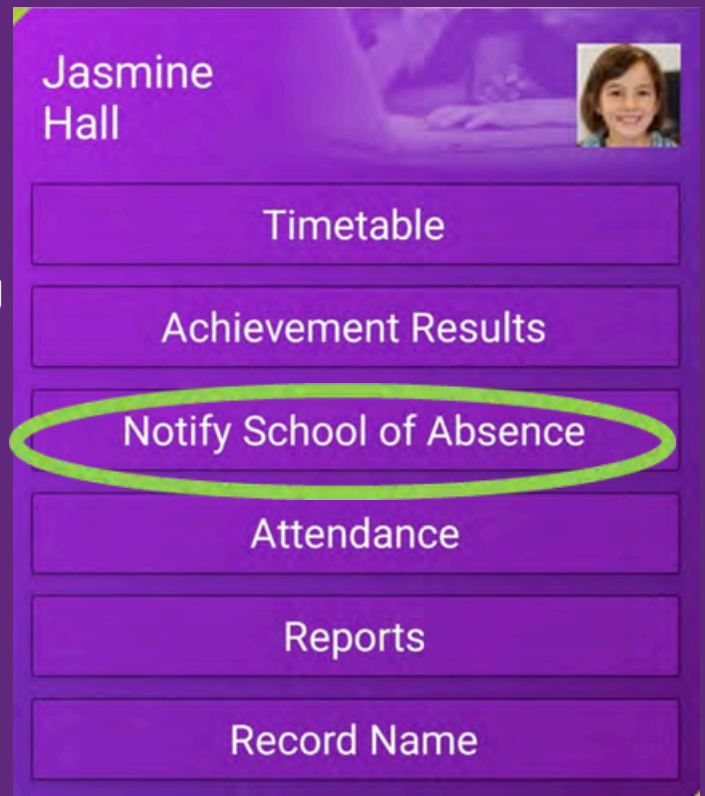 Jasmine
Hall
Timetable
Achievement Results
Notify School of Absence
Attendance
Reports
Record Name